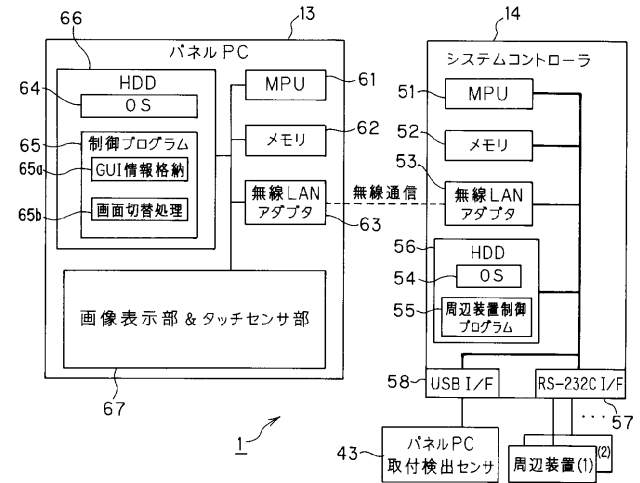 66
13
14
パネルPC
システムコントローラ
64
HDD
OS
MPU
61
51
MPU
65
制御プログラム
メモリ
62
52
メモリ
65a
GUI情報格納
53
65b
画面切替処理
無線LAN
アダプタ
63
無線通信
無線LAN
アダプタ
56
HDD
54
OS
55
周辺装置制御
プログラム
画像表示部&タッチセンサ部
67
58
USB I/F
RS-232C I/F
57
・・・
1
43
パネルPC
取付検出センサ
周辺装置(1)
(2)